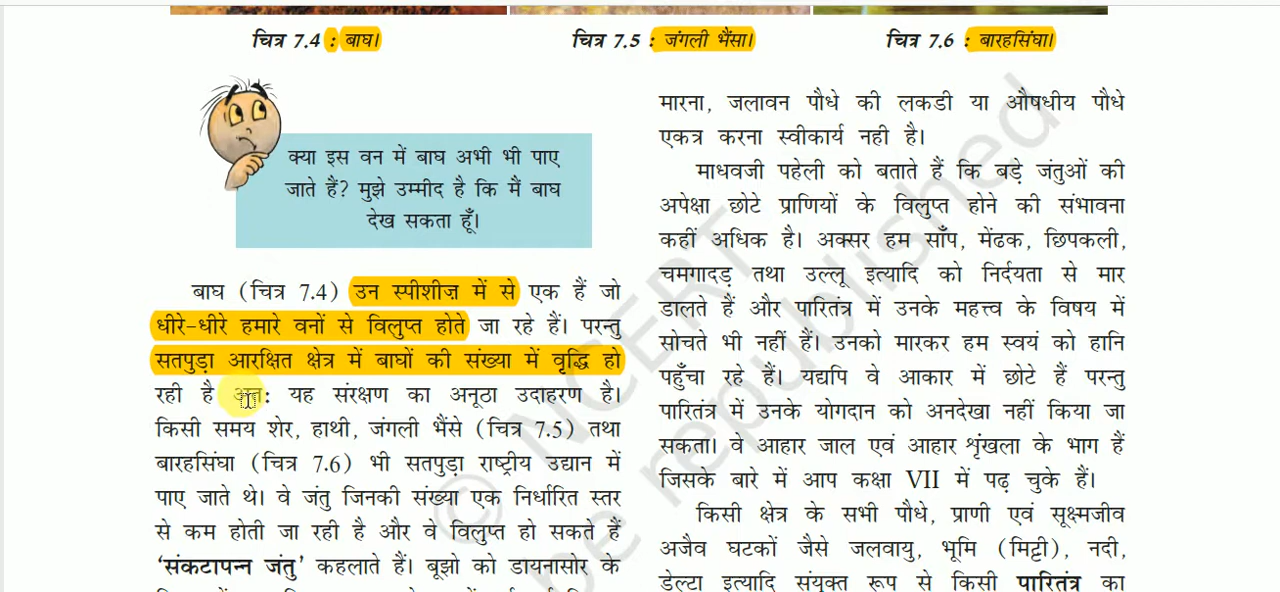 चित्र 7.4 : बाघ।
चित्र 7.5 : जंगली भैंसा।
चित्र 7.6 : बारहसिंघा।
क्या इस वन में बाघ अभी भी पाए
जाते हैं? मुझे उम्मीद है कि मैं बाघ
देख सकता हूँ।
बाघ (चित्र 7.4) उन स्पीशीज़ में से एक हैं जो
धीरे-धीरे हमारे वनों से विलुप्त होते जा रहे हैं। परन्तु
सतपुड़ा आरक्षित क्षेत्र में बाघों की संख्या में वृद्धि हो
रही है अतः यह संरक्षण का अनूठा उदाहरण है।
किसी समय शेर, हाथी, जंगली भैंसे (चित्र 7.5) तथा
बारहसिंघा (चित्र 7.6) भी सतपुड़ा राष्ट्रीय उद्यान में
पाए जाते थे। वे जंतु जिनकी संख्या एक निर्धारित स्तर
से कम होती जा रही है और वे विलुप्त हो सकते हैं
'संकटापन्न जंतु' कहलाते हैं। बूझो को डायनासोर के
मारना, जलावन पौधे की लकडी या औषधीय पौधे
एकत्र करना स्वीकार्य नही है।
माधवजी पहेली को बताते हैं कि बड़े जंतुओं की
अपेक्षा छोटे प्राणियों के विलुप्त होने की संभावना
कहीं अधिक है। अक्सर हम साँप, मेंढक, छिपकली,
चमगादड़ तथा उल्लू इत्यादि को निर्दयता से मार
डालते हैं और पारितंत्र में उनके महत्त्व के विषय में
सोचते भी नहीं हैं। उनको मारकर हम स्वयं को हानि
पहुँचा रहे हैं। यद्यपि वे आकार में छोटे हैं परन्तु
पारितंत्र में उनके योगदान को अनदेखा नहीं किया जा
सकता। वे आहार जाल एवं आहार शृंखला के भाग हैं
जिसके बारे में आप कक्षा VII में पढ़ चुके हैं।
किसी क्षेत्र के सभी पौधे, प्राणी एवं सूक्ष्मजीव
अजैव घटकों जैसे जलवायु, भूमि (मिट्टी), नदी,
डेल्टा इत्यादि संयुक्त रूप से किसी पारितंत्र का
© NCERT
be republished